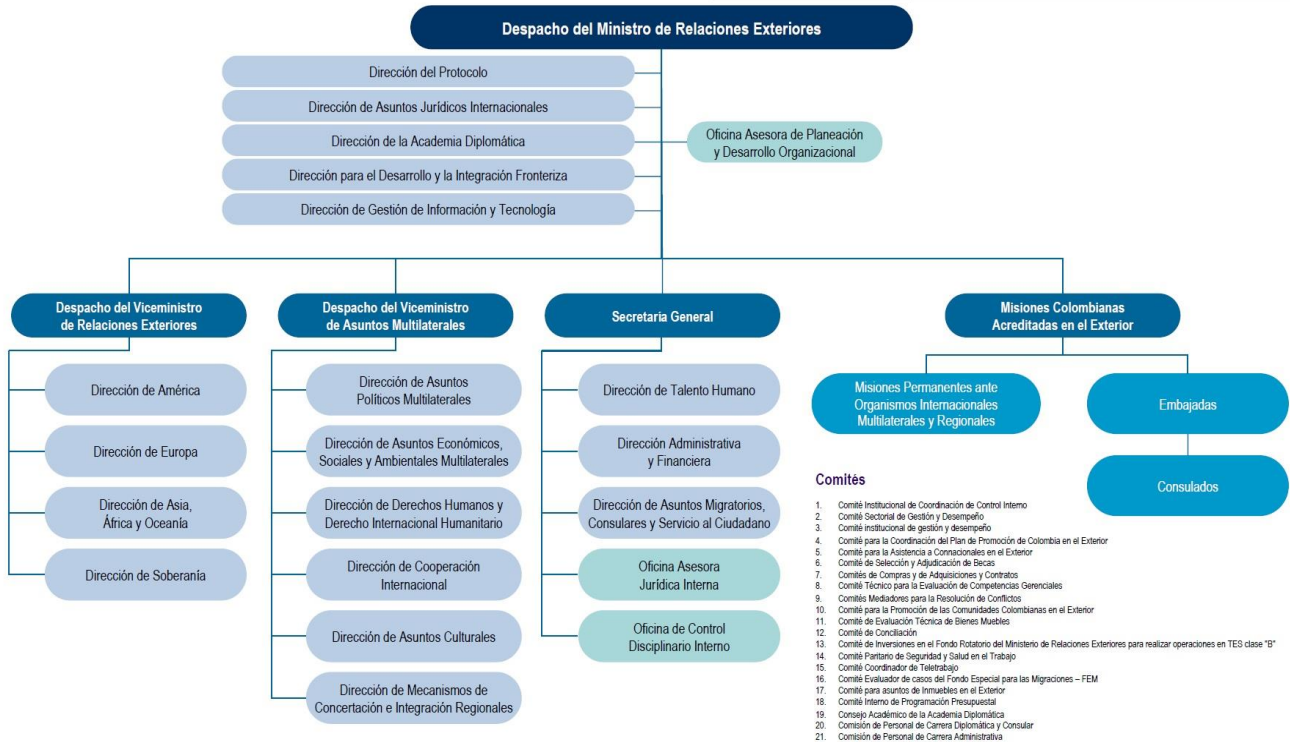 Despacho del Ministro de Relaciones Exteriores
Dirección del Protocolo
Dirección de Asuntos Jurídicos Internacionales
Dirección de la Academia Diplomática
Dirección para el Desarrollo y la Integración Fronteriza
Dirección de Gestión de Información y Tecnología
Oficina Asesora de Planeación
y Desarrollo Organizacional
Despacho del Viceministro
de Relaciones Exteriores
Dirección de América
Dirección de Europa
Dirección de Asia,
África y Oceanía
Dirección de Soberanía
Despacho del Viceministro
de Asuntos Multilaterales
Dirección de Asuntos
Políticos Multilaterales
Dirección de Asuntos Económicos,
Sociales y Ambientales Multilaterales
Dirección de Derechos Humanos y
Derecho Internacional Humanitario
Dirección de Cooperación
Internacional
Dirección de Asuntos Culturales
Dirección de Mecanismos de
Concertación e Integración Regionales
Secretaria General
Dirección de Talento Humano
Dirección Administrativa
y Financiera
Dirección de Asuntos Migratorios,
Consulares y Servicio al Ciudadano
Oficina Asesora
Jurídica Interna
Oficina de Control
Disciplinario Interno
Misiones Colombianas
Acreditadas en el Exterior
Misiones Permanentes ante
Organismos Internacionales
Multilaterales y Regionales
Embajadas
Consulados
Comités
1. Comité Institucional de Coordinación de Control Interno
2. Comité Sectorial de Gestión y Desempeño
3. Comité institucional de gestión y desempeño
4. Comité para la Coordinación del Plan de Promoción de Colombia en el Exterior
5. Comité para la Asistencia a Connacionales en el Exterior
6. Comité de Selección y Adjudicación de Becas
7. Comités de Compras y de Adquisiciones y Contratos
8. Comité Técnico para la Evaluación de Competencias Gerenciales
9. Comités Mediadores para la Resolución de Conflictos
10. Comité para la Promoción de las Comunidades Colombianas en el Exterior
11. Comité de Evaluación Técnica de Bienes Muebles
12. Comité de Conciliación
13. Comité de Inversiones en el Fondo Rotatorio del Ministerio de Relaciones Exteriores para realizar operaciones en TES clase "B"
14. Comité Paritario de Seguridad y Salud en el Trabajo
15. Comité Coordinador de Teletrabajo
16. Comité Evaluador de casos del Fondo Especial para las Migraciones – FEM
17. Comité para asuntos de Inmuebles en el Exterior
18. Comité Interno de Programación Presupuestal
19. Consejo Académico de la Academia Diplomática
20. Comisión de Personal de Carrera Diplomática y Consular
21. Comisión de Personal de Carrera Administrativa